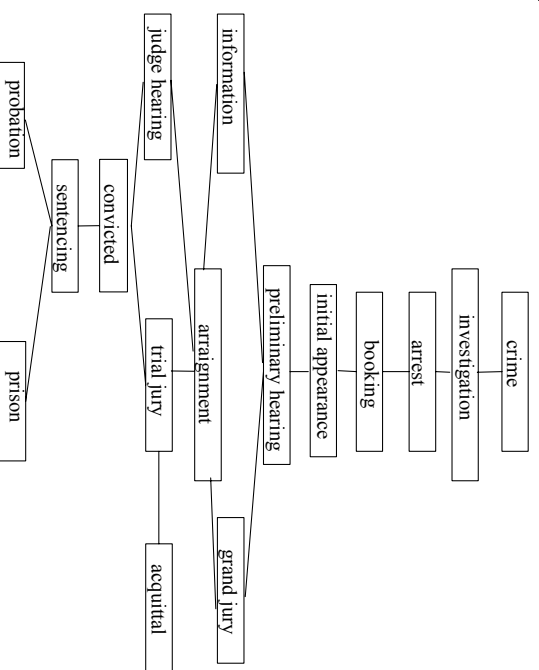 crime
investigation
arrest
booking
initial appearance
preliminary hearing
information
grand jury
arraignment
judge hearing
trial jury
acquittal
convicted
sentencing
probation
prison